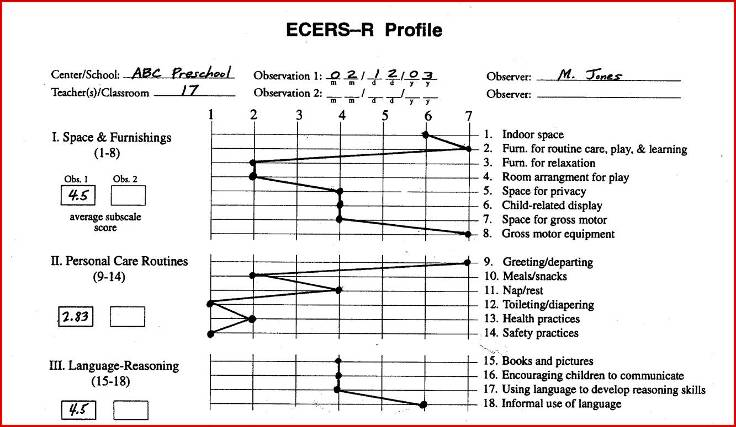 ECERS–R Profile
Center/School: ABC Preschool Observation 1: 02/12/03 Observer: M. Jones
m m d d y y
Teacher(s)/Classroom 17 Observation 2: __/__/__ Observer:
m m d d y y
1 2 3 4 5 6 7
I. Space & Furnishings
(1-8)
Obs. 1 Obs. 2
4.5
average subscale
score
1. Indoor space
2. Furn. for routine care, play, & learning
3. Furn. for relaxation
4. Room arrangment for play
5. Space for privacy
6. Child-related display
7. Space for gross motor
8. Gross motor equipment
II. Personal Care Routines
(9-14)
2.83
9. Greeting/departing
10. Meals/snacks
11. Nap/rest
12. Toileting/diapering
13. Health practices
14. Safety practices
III. Language-Reasoning
(15-18)
4.5
15. Books and pictures
16. Encouraging children to communicate
17. Using language to develop reasoning skills
18. Informal use of language